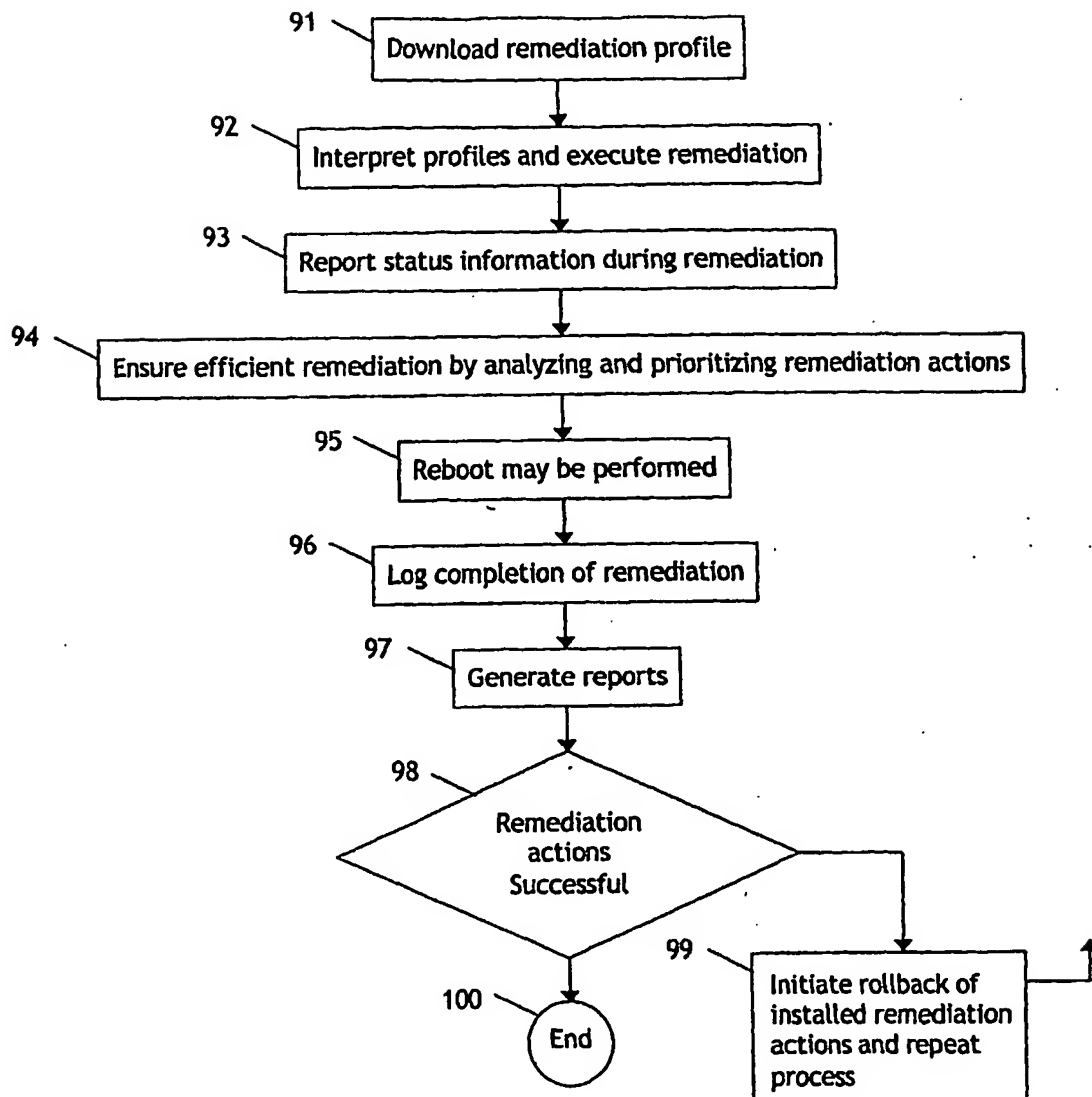 91
Download remediation profile
92
Interpret profiles and execute remediation
93
Report status information during remediation
94
Ensure efficient remediation by analyzing and prioritizing remediation actions
95
Reboot may be performed
96
Log completion of remediation
97
Generate reports
98
Remediation
actions
Successful
99
Initiate rollback of
installed remediation
actions and repeat
process
100
End